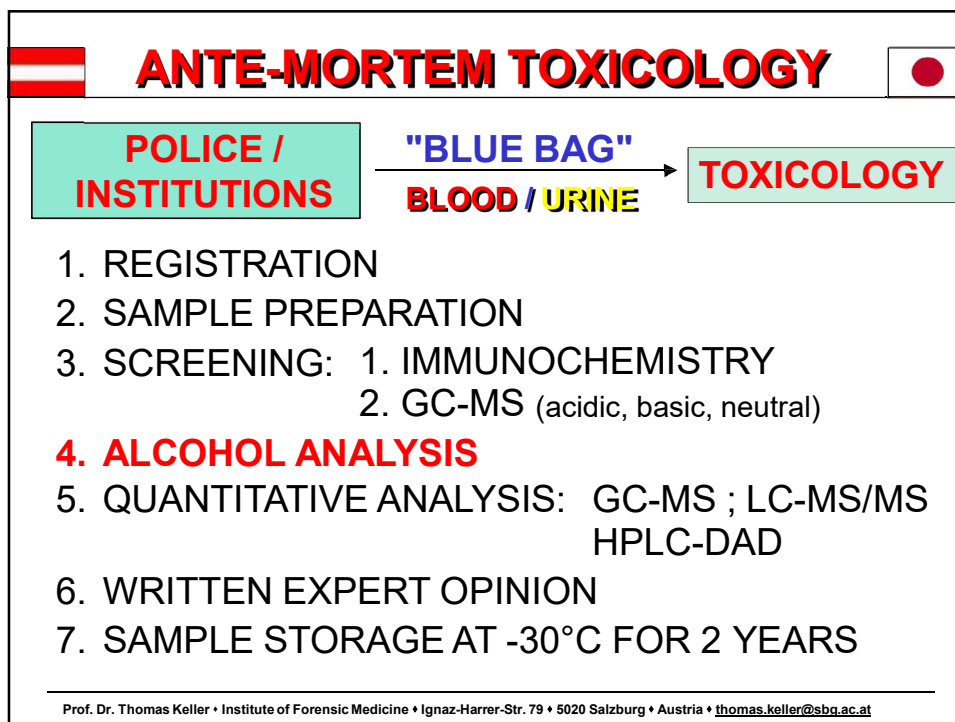 ANTE-MORTEM TOXICOLOGY
POLICE /
INSTITUTIONS
"BLUE BAG"
BLOOD / URINE
TOXICOLOGY
1. REGISTRATION
2. SAMPLE PREPARATION
3. SCREENING: 1. IMMUNOCHEMISTRY
2. GC-MS (acidic, basic, neutral)
4. ALCOHOL ANALYSIS
5. QUANTITATIVE ANALYSIS: GC-MS ; LC-MS/MS
HPLC-DAD
6. WRITTEN EXPERT OPINION
7. SAMPLE STORAGE AT -30°C FOR 2 YEARS
Prof. Dr. Thomas Keller • Institute of Forensic Medicine • Ignaz-Harrer-Str. 79 • 5020 Salzburg • Austria • thomas.keller@sbg.ac.at